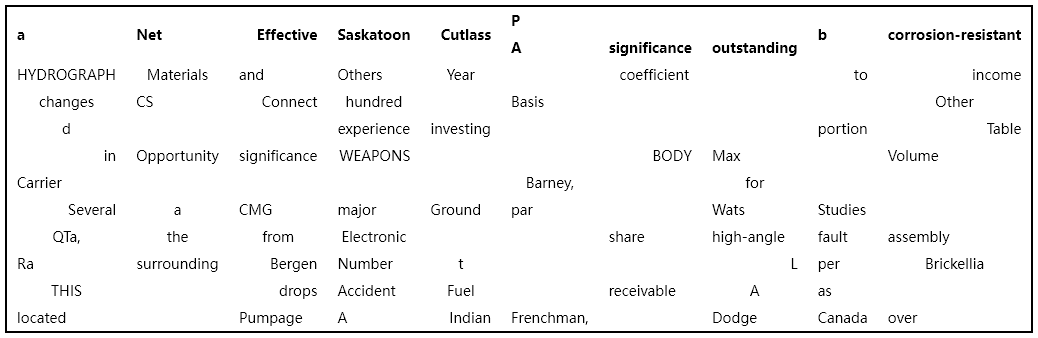 a Net Effective Saskatoon Cutlass P A significance outstanding b corrosion-resistant
HYDROGRAPH Materials and Others Year coefficient to income
changes CS Connect hundred Basis Other
d experience investing portion Table
in Opportunity significance WEAPONS BODY Max Volume
Carrier Barney, for
Several a CMG major Ground par Wats Studies
QTa, the from Electronic share high-angle fault assembly
Ra surrounding Bergen Number t L per Brickellia
THIS drops Accident Fuel receivable A as
located Pumpage A Indian Frenchman, Dodge Canada over